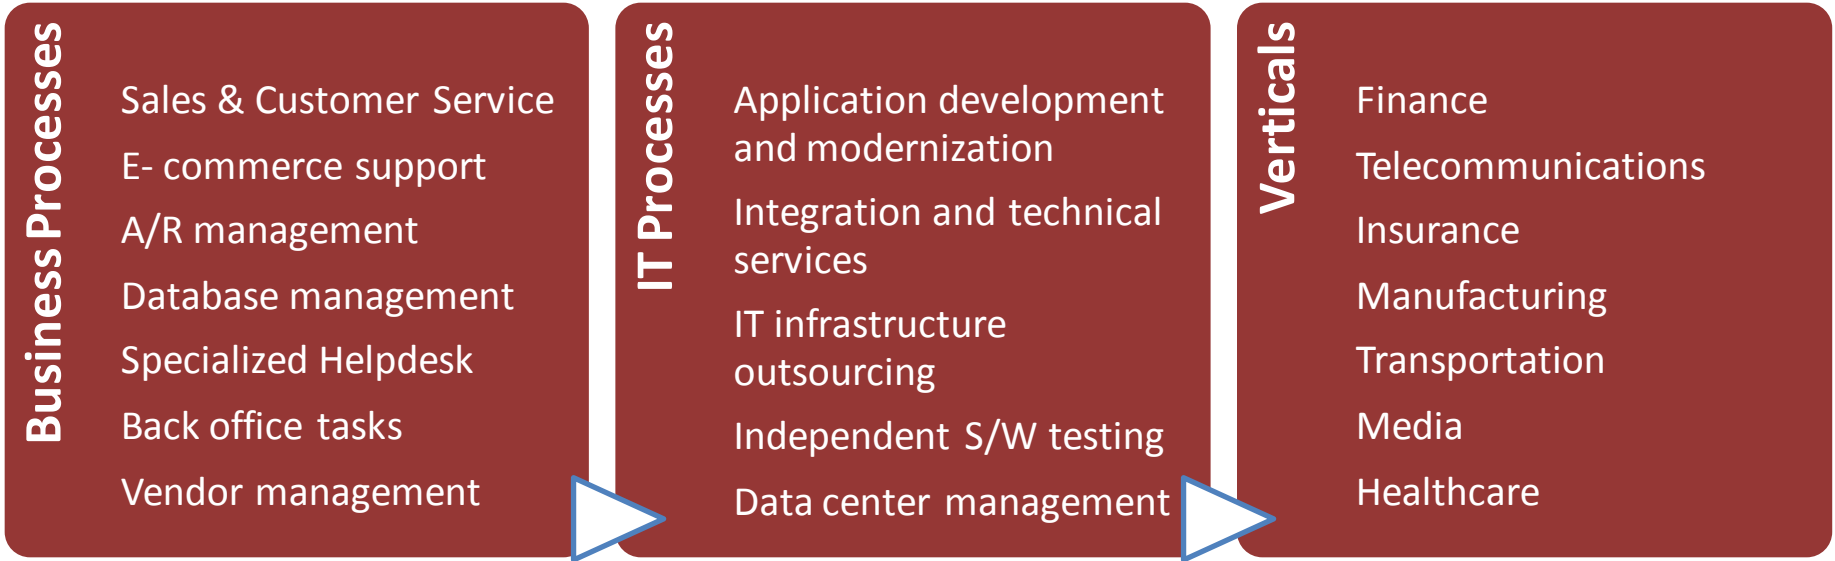 Business Processes
Sales & Customer Service
E- commerce support
A/R management
Database management
Specialized Helpdesk
Back office tasks
Vendor management
IT Processes
Application development
and modernization
Integration and technical
services
IT infrastructure
outsourcing
Independent S/W testing
Data center management
Verticals
Finance
Telecommunications
Insurance
Manufacturing
Transportation
Media
Healthcare